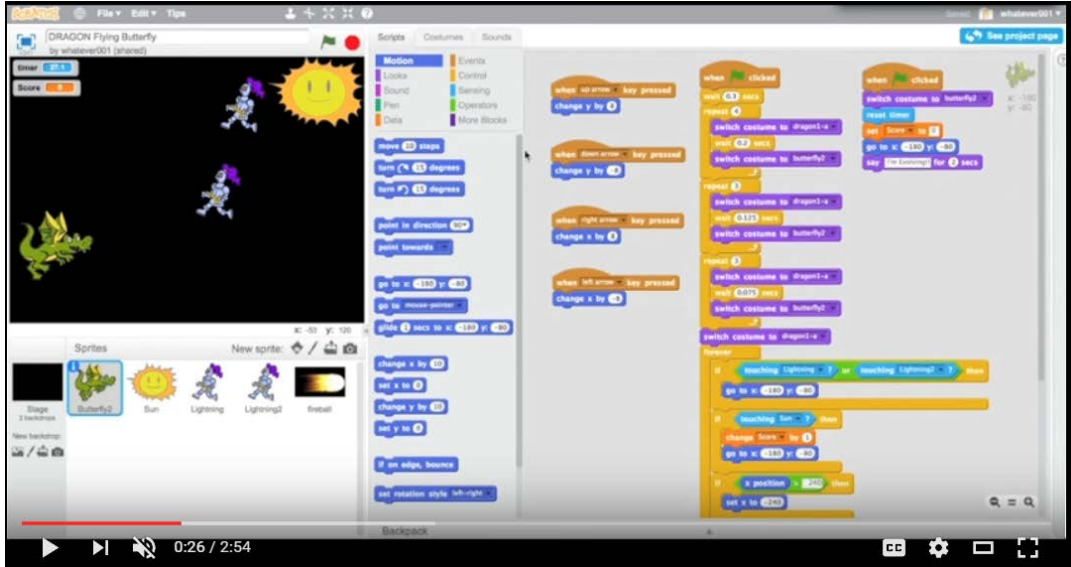 SCRATCH File▾ Edit▾ Tips whatever001▾
DRAGON Flying Butterfly
by whatever001 (shared)
Scripts Costumes Sounds
See project page
timer
Score
Motion Events
Looks Control
Sound Sensing
Pen Operators
Data More Blocks
move 10 steps
turn 15 degrees
turn 15 degrees
point in direction 90▾
point towards
go to x: -180 y: -80
go to mouse-pointer
glide 1 secs to x: -180 y: -80
change x by 10
set x to 0
change y by 10
set y to 0
if on edge, bounce
set rotation style left-right
when up arrow key pressed
change y by
when down arrow key pressed
change y by
when right arrow key pressed
change x by
when left arrow key pressed
change x by
when clicked
wait 0.3 secs
repeat 4
switch costume to dragon1-a
wait 0.2 secs
switch costume to butterfly2
repeat 3
switch costume to dragon1-a
wait 0.125 secs
switch costume to butterfly2
repeat 3
switch costume to dragon1-a
wait 0.075 secs
switch costume to butterfly2
switch costume to dragon1-a
forever
if touching Lightning ? or touching Lightning2 ? then
go to x: -180 y: -80
if touching Sun ? then
change Score by 1
go to x: -180 y: -80
if x position > 240 then
set x to -240
when clicked
switch costume to butterfly2
reset timer
set Score to 0
go to x: -180 y: -80
say I'm Evolving! for 2 secs
x: -180
y: -80
x: -50 y: 120
Sprites New sprite:
Stage
2 backdrops
New backdrop:
Butterfly2 Sun Lightning Lightning2 fireball
Backpack
0:26 / 2:54
CC